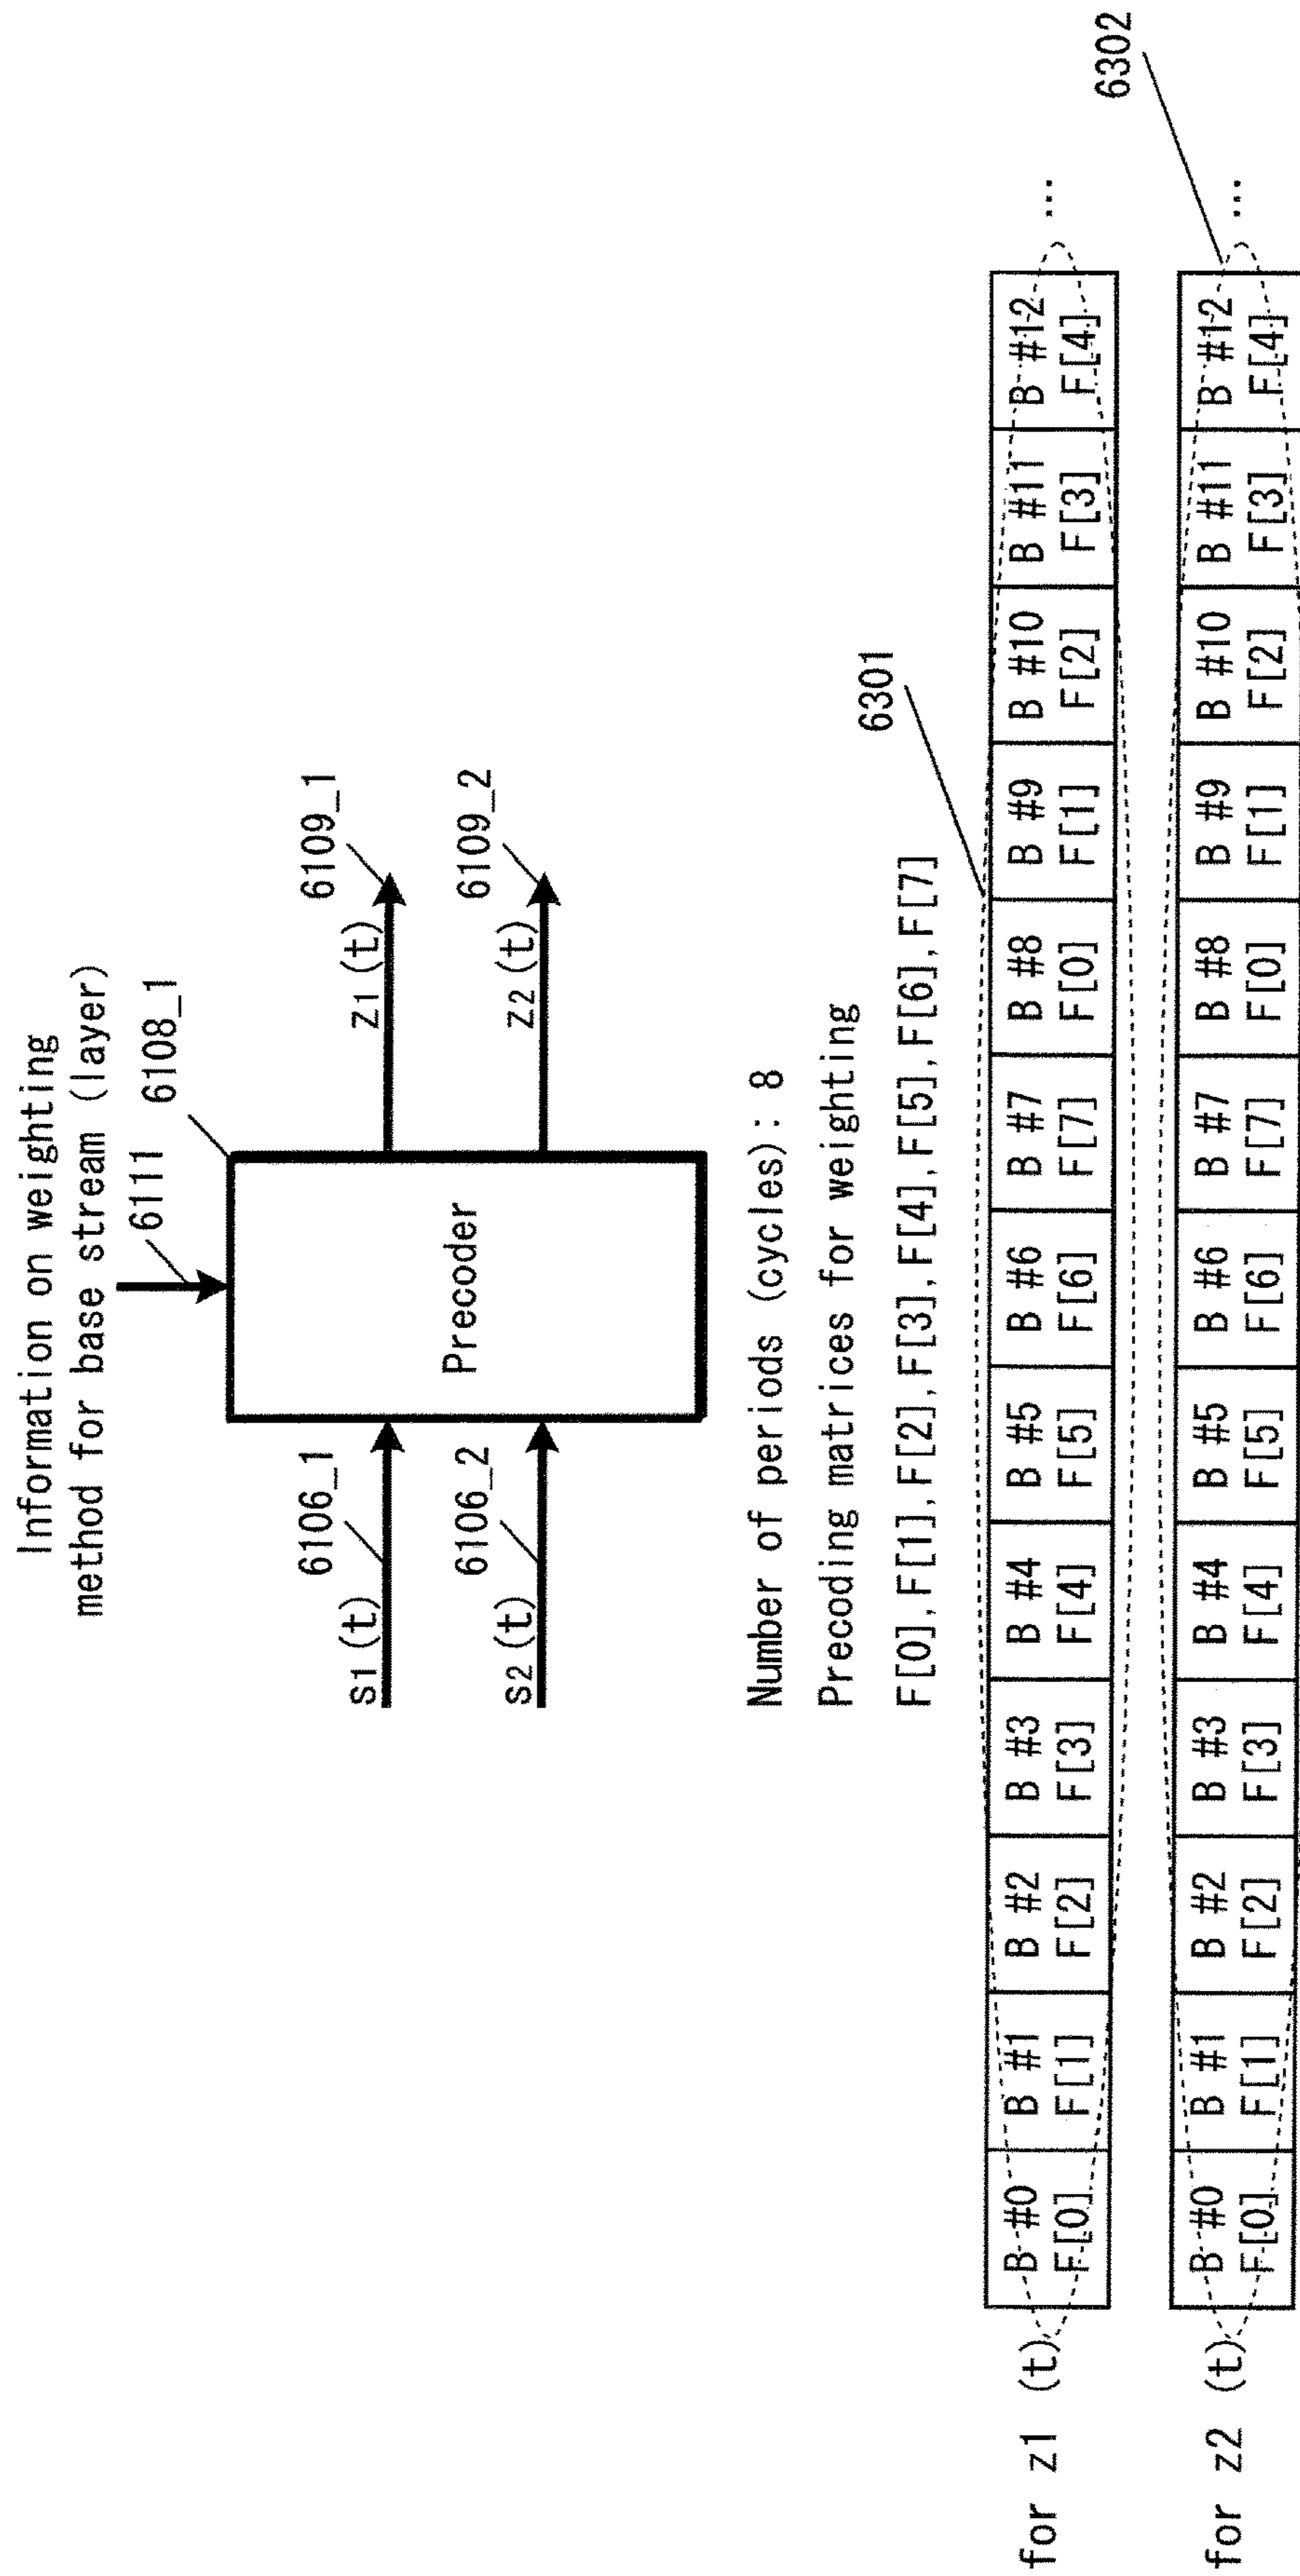 Information on weighting
method for base stream (layer)
6111
6108_1
s1(t)
6106_1
z1(t)
6109_1
Precoder
s2(t)
6106_2
z2(t)
6109_2
Number of periods (cycles): 8
Precoding matrices for weighting
F[0],F[1],F[2],F[3],F[4],F[5],F[6],F[7]
6301
for z1 (t)
B #0 B #1 B #2 B #3 B #4 B #5 B #6 B #7 B #8 B #9 B #10 B #11 B #12 ...
F[0] F[1] F[2] F[3] F[4] F[5] F[6] F[7] F[0] F[1] F[2] F[3] F[4]
6302
for z2 (t)
B #0 B #1 B #2 B #3 B #4 B #5 B #6 B #7 B #8 B #9 B #10 B #11 B #12 ...
F[0] F[1] F[2] F[3] F[4] F[5] F[6] F[7] F[0] F[1] F[2] F[3] F[4]